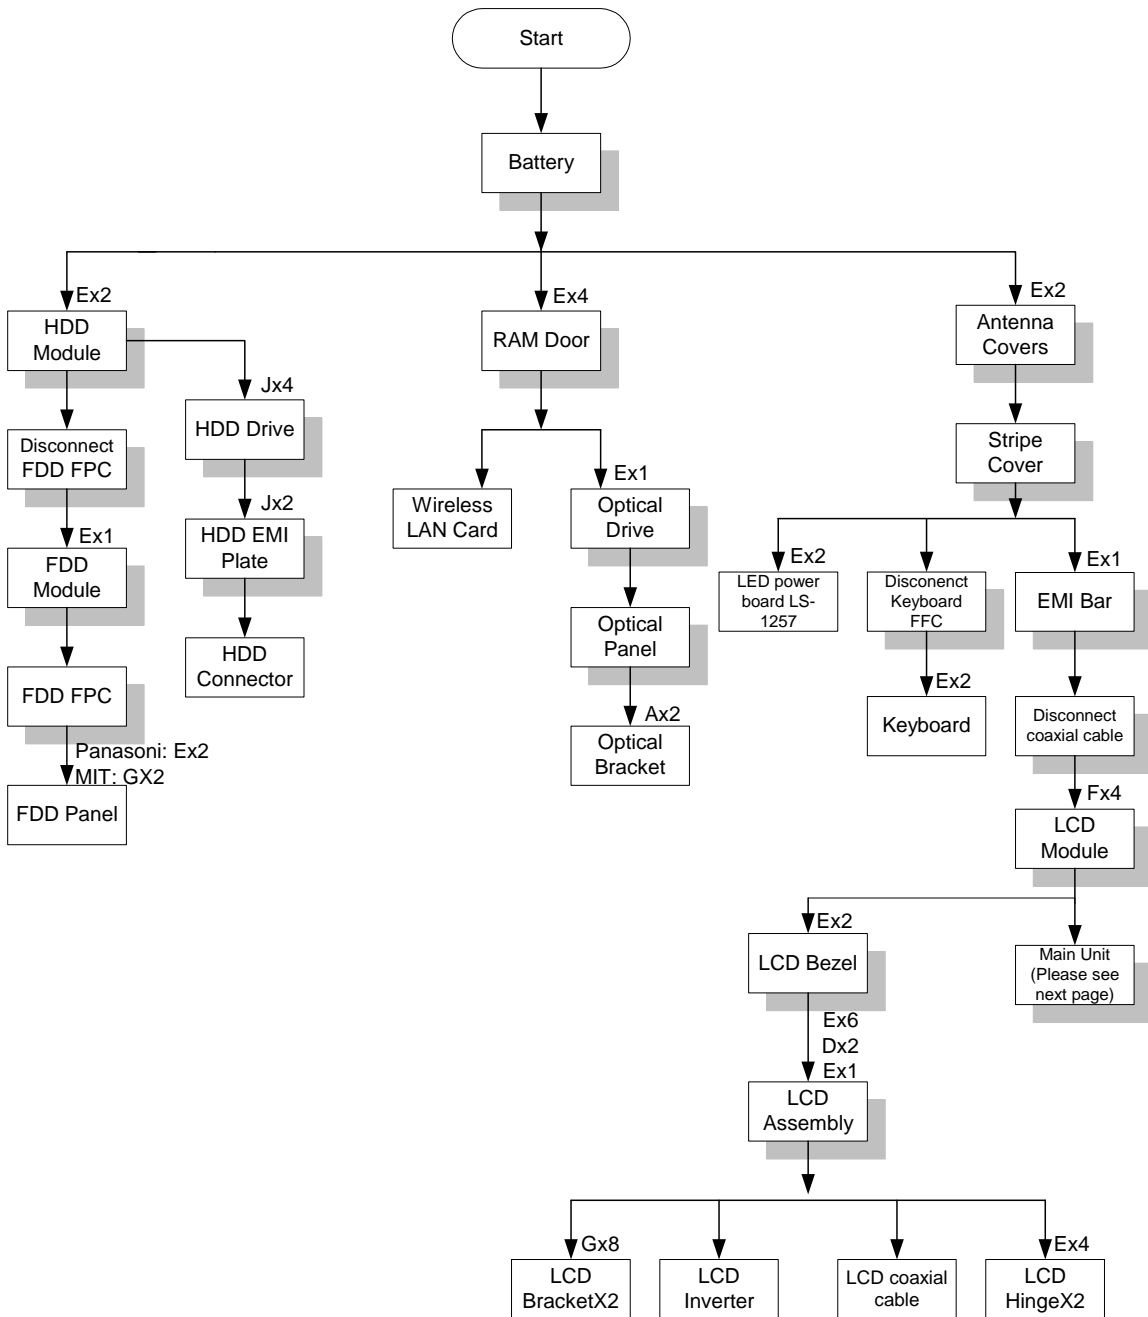 Start
Battery
Ex2
HDD
Module
Ex4
RAM Door
Ex2
Antenna
Covers
Jx4
HDD Drive
Disconnect
FDD FPC
Stripe
Cover
Ex1
FDD
Module
Jx2
HDD EMI
Plate
Wireless
LAN Card
Ex1
Optical
Drive
Ex2
LED power
board LS-
1257
Disconenct
Keyboard
FFC
Ex1
EMI Bar
HDD
Connector
Optical
Panel
FDD FPC
Ex2
Keyboard
Disconnect
coaxial cable
Panasoni: Ex2
MIT: GX2
FDD Panel
Ax2
Optical
Bracket
Fx4
LCD
Module
Ex2
LCD Bezel
Main Unit
(Please see
next page)
Ex6
Dx2
Ex1
LCD
Assembly
Gx8
LCD
BracketX2
LCD
Inverter
LCD coaxial
cable
Ex4
LCD
HingeX2